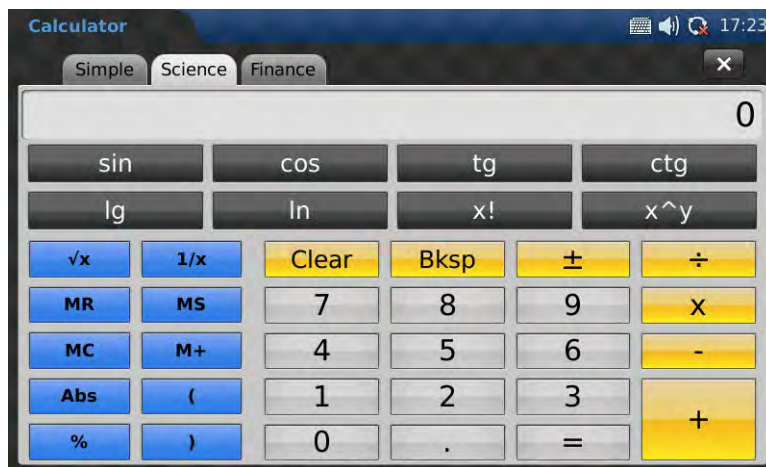 Calculator 17:23
Simple Science Finance ×
0
sin cos tg ctg
lg ln x! x^y
√x 1/x Clear Bksp ± ÷
MR MS 7 8 9 x
MC M+ 4 5 6 -
Abs ( 1 2 3 +
% ) 0 . =